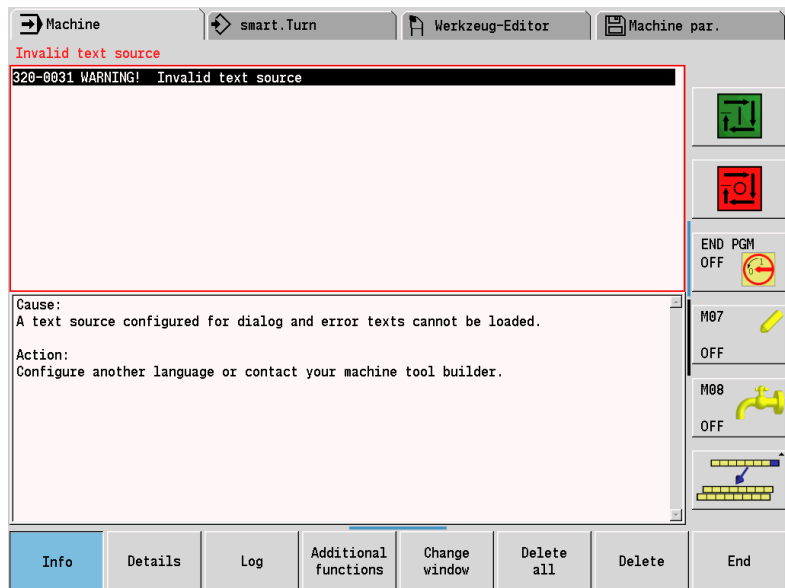 Machine
smart.Turn
Werkzeug-Editor
Machine par.
Invalid text source
320-0031 WARNING!  Invalid text source
END PGM
OFF
Cause:
A text source configured for dialog and error texts cannot be loaded.
Action:
Configure another language or contact your machine tool builder.
M07
OFF
M08
OFF
Info
Details
Log
Additional
functions
Change
window
Delete
all
Delete
End